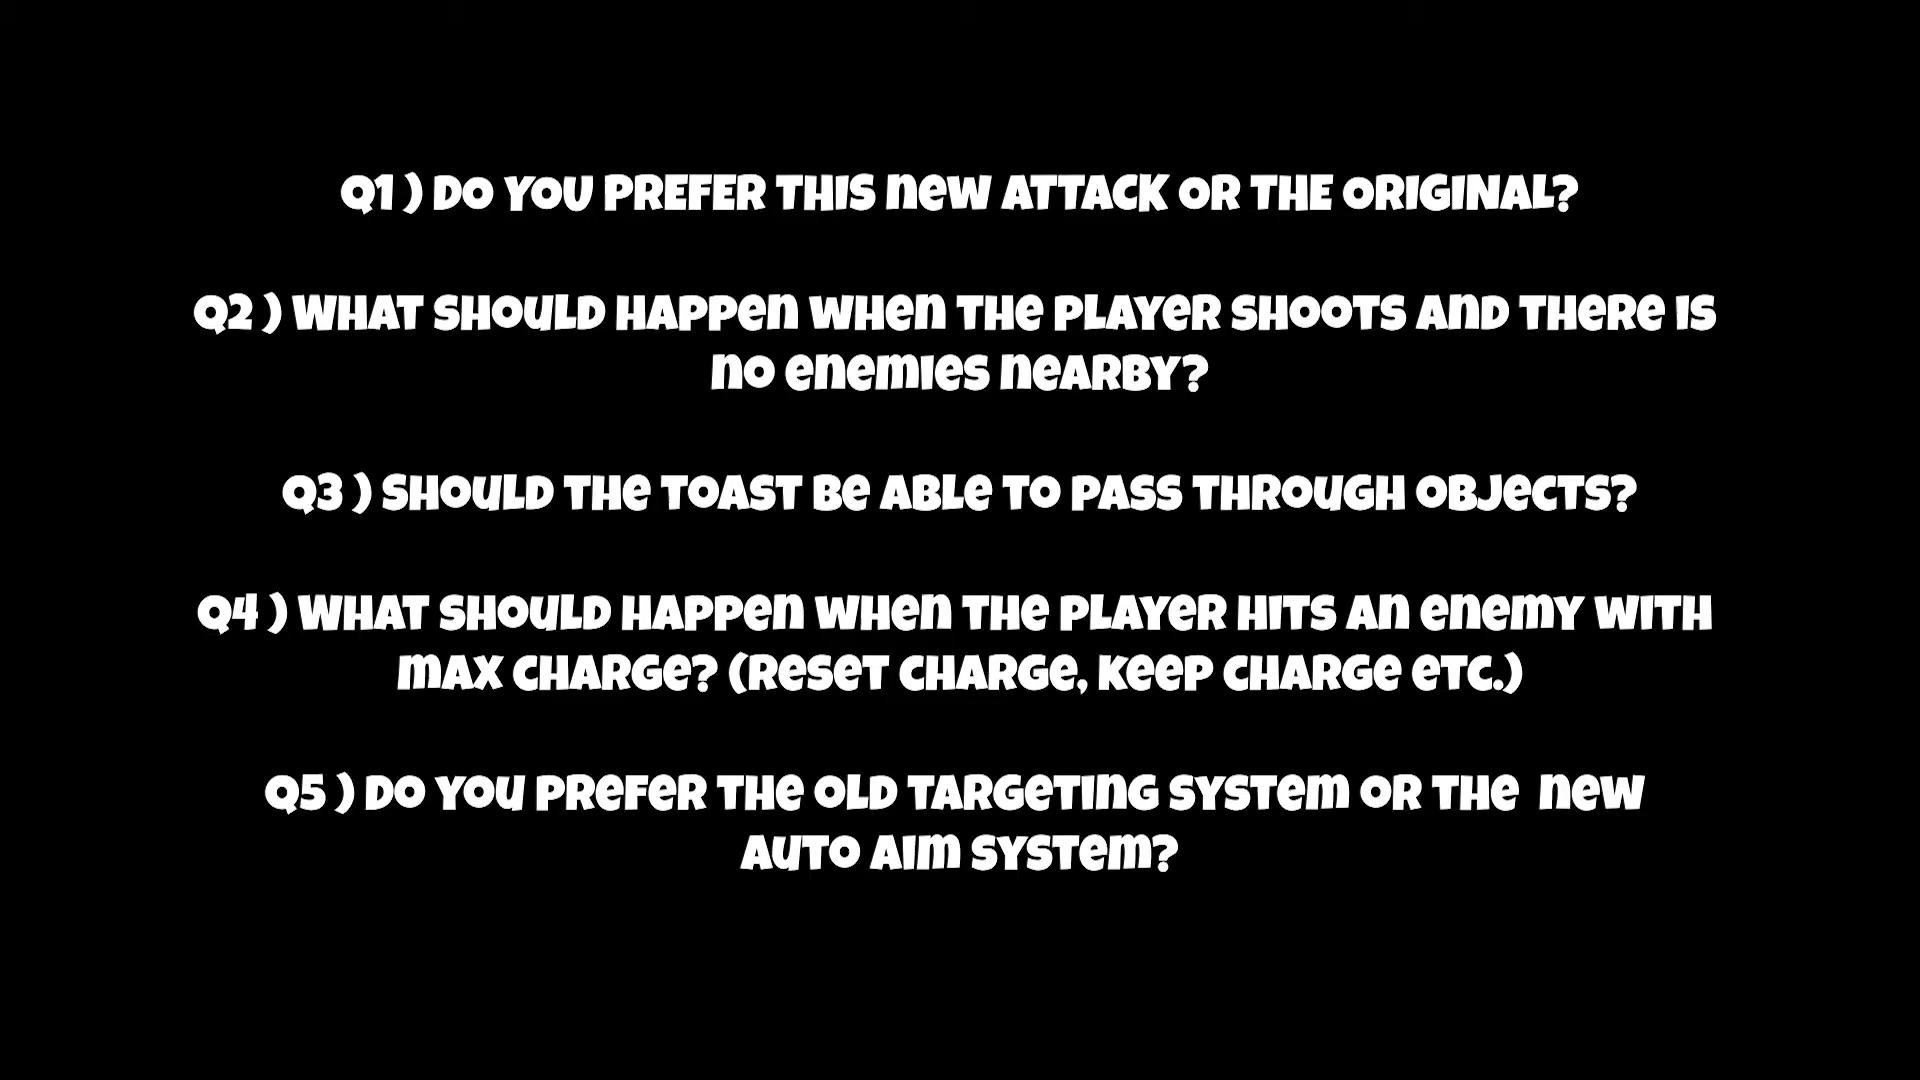 Q1 ) DO YOU PREFER THIS new ATTACK OR THE ORIGINAL?
Q2 ) WHAT SHOULD HAPPEN WHEN THE PLAYER SHOOTS AND THERE IS
NO ENEMIES NEARBY?
Q3 ) SHOULD THE TOAST BE ABLE TO PASS THROUGH OBJECTS?
Q4 ) WHAT SHOULD HAPPEN WHEN THE PLAYER HITS AN ENEMY WITH
MAX CHARGE? (RESET CHARGE, KEEP CHARGE ETC.)
Q5 ) DO YOU PREFER THE OLD TARGETING SYSTEM OR THE  NEW
AUTO AIM SYSTEM?